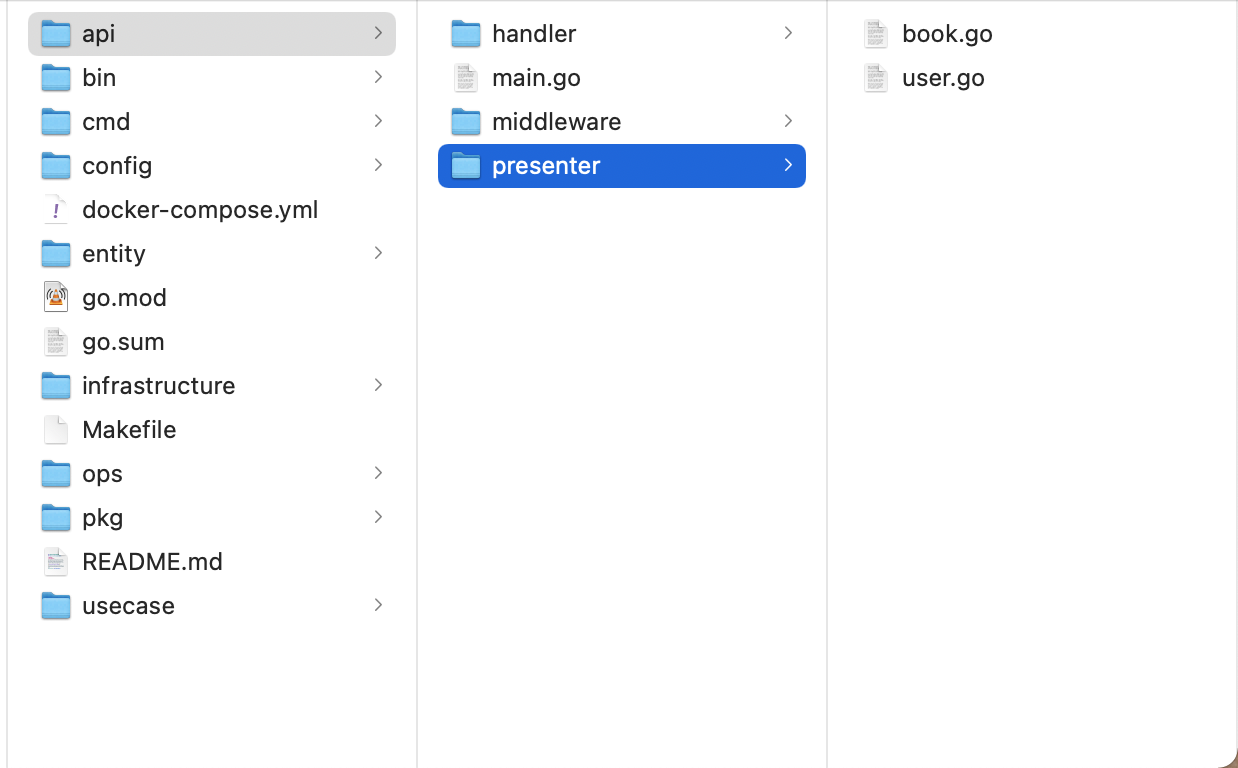 api
bin
cmd
config
docker-compose.yml
entity
go.mod
go.sum
infrastructure
Makefile
ops
pkg
README.md
usecase
handler
main.go
middleware
presenter
book.go
user.go